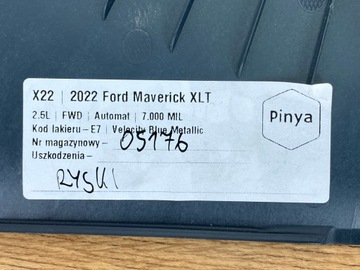 X22 | 2022 Ford Maverick XLT
2.5L | FWD | Automat | 7.000 MIL
Kod lakieru – E7 | Velocity Blue Metallic
Nr magazynowy – 05176
Uszkodzenia –
RYSKI
Pinya